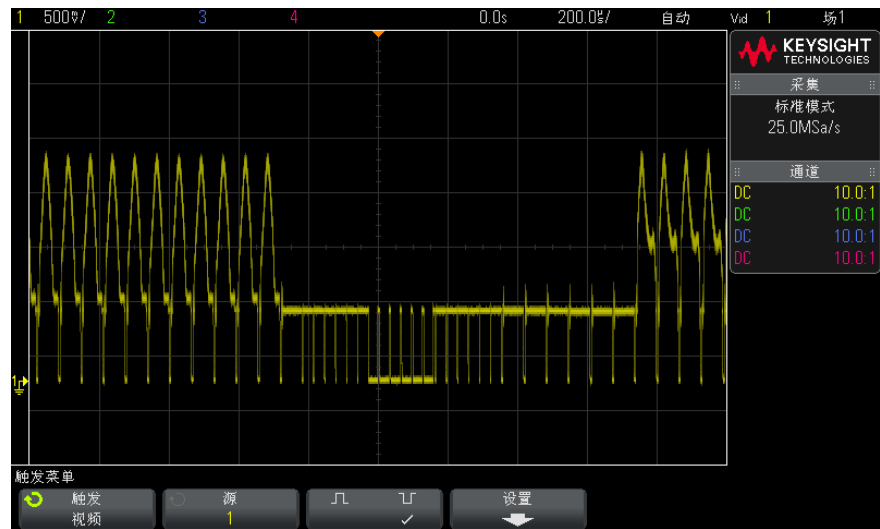 1 500㎷/ 2 3 4 0.0s 200.0㎲/ 自动 Vid 1 场1
KEYSIGHT
TECHNOLOGIES
采集
标准模式
25.0MSa/s
通道
DC 10.0:1
DC 10.0:1
DC 10.0:1
DC 10.0:1
1
触发菜单
触发 源 设置
视频 1